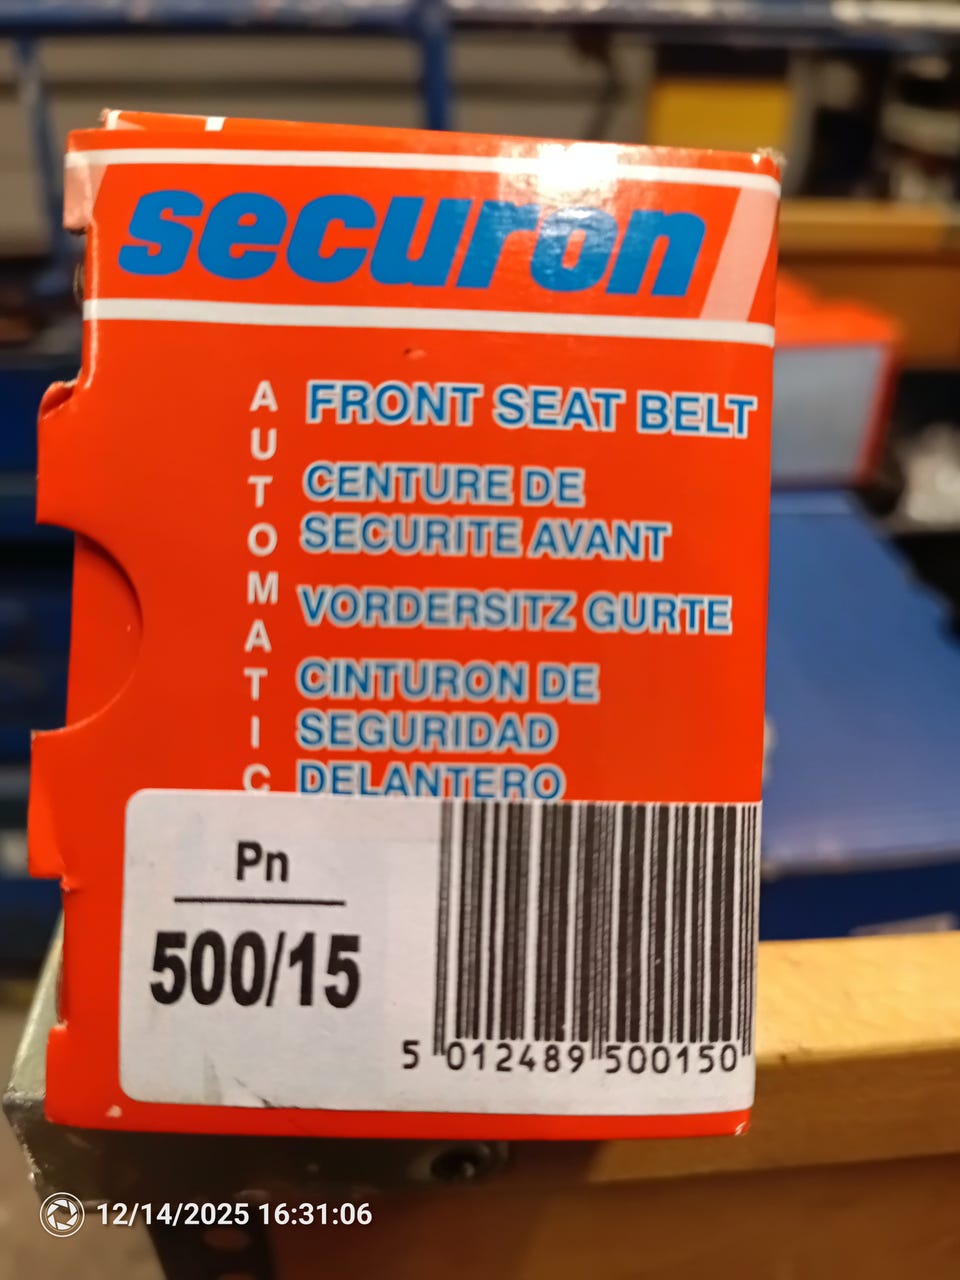 securon
AUTOMATIC
FRONT SEAT BELT
CENTURE DE
SECURITE AVANT
VORDERSITZ GURTE
CINTURON DE
SEGURIDAD
DELANTERO
Pn
500/15
5 012489 500150
12/14/2025 16:31:06